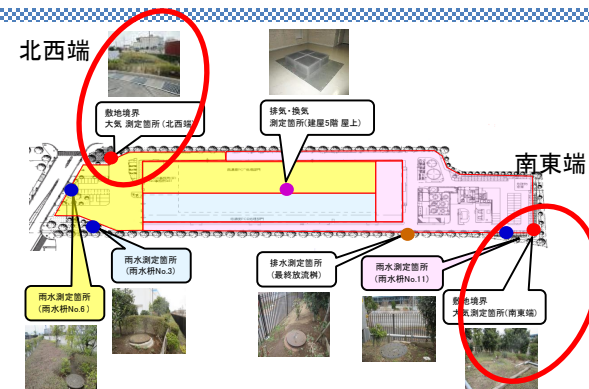 北西端
敷地境界
大気 測定箇所(北西端)
排気・換気
測定箇所(建屋5階 屋上)
南東端
雨水測定箇所
(雨水枡No.3)
排水測定箇所
(最終放流桝)
雨水測定箇所
(雨水枡No.11)
雨水測定箇所
(雨水枡No.6)
敷地境界
大気測定箇所(南東端)